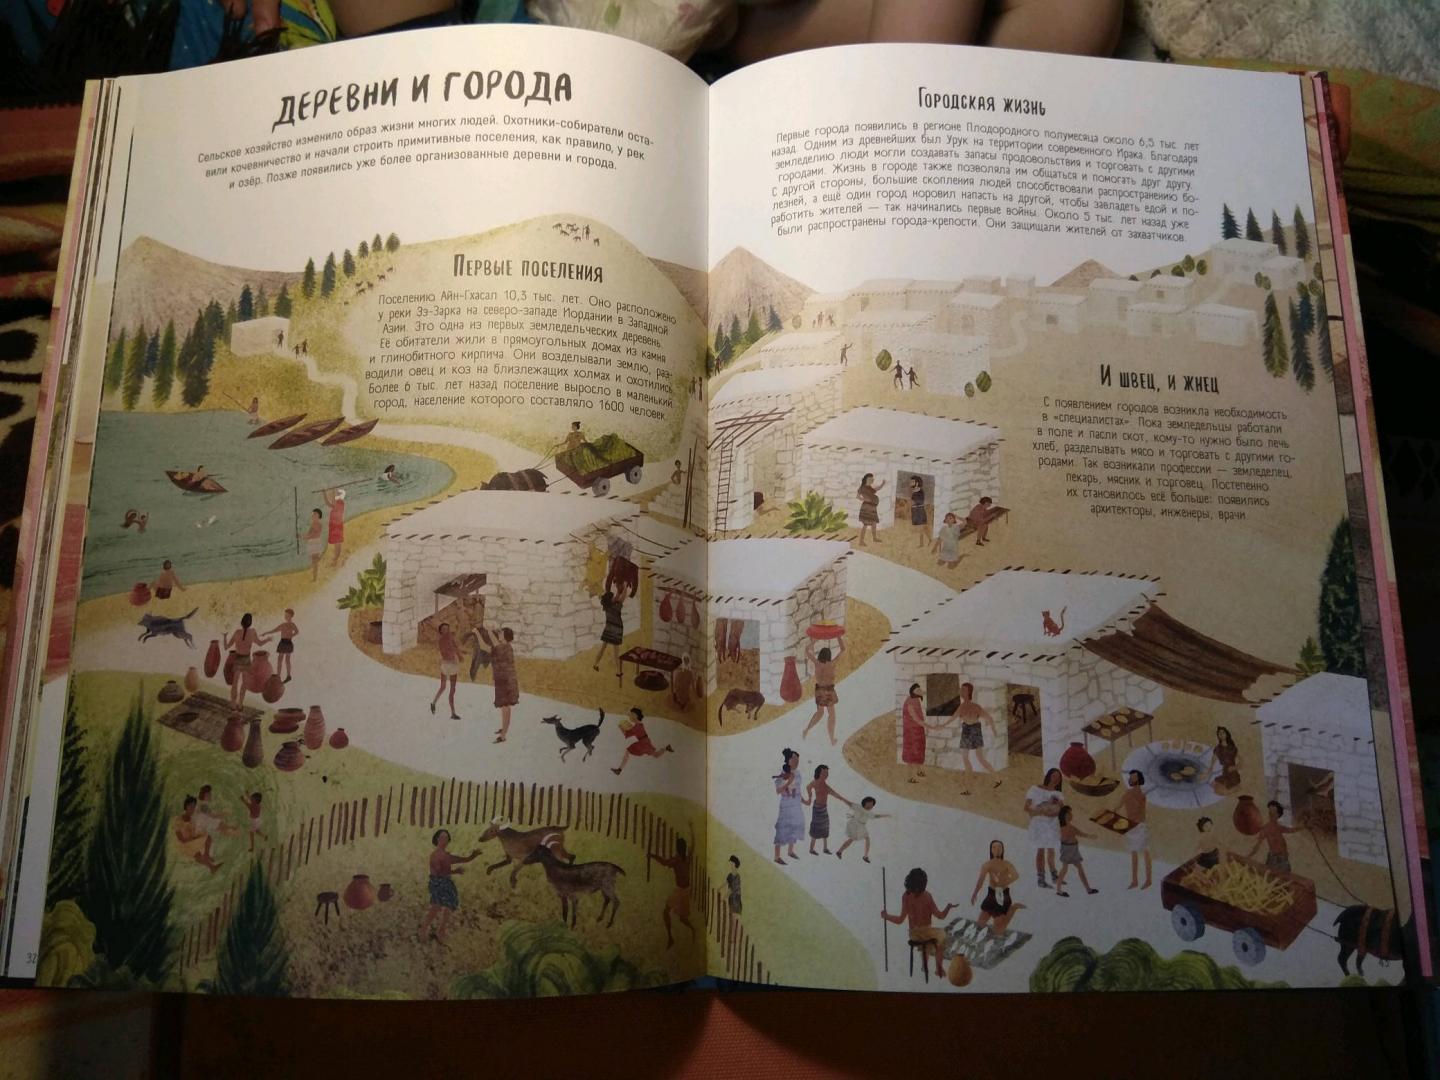 ДЕРЕВНИ И ГОРОДА
Сельское хозяйство изменило образ жизни многих людей. Охотники-собиратели оста-
вили кочевничество и начали строить примитивные поселения, как правило, у рек
и озёр. Позже появились уже более организованные деревни и города.
Первые поселения
Поселению Айн-Гхасал 10,3 тыс. лет. Оно расположено
у реки Эз-Зарка на северо-западе Иордании в Западной
Азии. Это одна из первых земледельческих деревень.
Её обитатели жили в прямоугольных домах из камня
и глинобитного кирпича. Они возделывали землю, раз-
водили овец и коз на близлежащих холмах и охотились.
Более 6 тыс. лет назад поселение выросло в маленький
город, население которого составляло 1600 человек.
32
Городская жизнь
Первые города появились в регионе Плодородного полумесяца около 6,5 тыс. лет
назад. Одним из древнейших был Урук на территории современного Ирака. Благодаря
земледелию люди могли создавать запасы продовольствия и торговать с другими
городами. Жизнь в городе также позволяла им общаться и помогать друг другу.
С другой стороны, большие скопления людей способствовали распространению бо-
лезней, а ещё один город норовил напасть на другой, чтобы завладеть едой и по-
работить жителей — так начинались первые войны. Около 5 тыс. лет назад уже
были распространены города-крепости. Они защищали жителей от захватчиков.
И швец, и жнец
С появлением городов возникла необходимость
в «специалистах». Пока земледельцы работали
в поле и пасли скот, кому-то нужно было печь
хлеб, разделывать мясо и торговать с другими го-
родами. Так возникали профессии — земледелец,
пекарь, мясник и торговец. Постепенно
их становилось всё больше: появились
архитекторы, инженеры, врачи